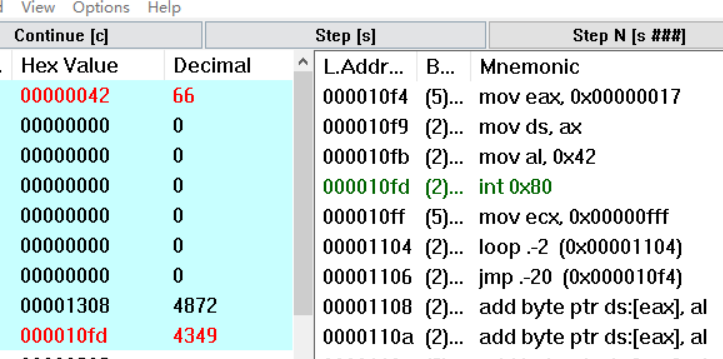 View Options Help
Continue [c] Step [s] Step N [s ###]
Hex Value Decimal L.Addr... B... Mnemonic
00000042 66 000010f4 (5)... mov eax, 0x00000017
00000000 0 000010f9 (2)... mov ds, ax
00000000 0 000010fb (2)... mov al, 0x42
00000000 0 000010fd (2)... int 0x80
00000000 0 000010ff (5)... mov ecx, 0x00000fff
00000000 0 00001104 (2)... loop .-2 (0x00001104)
00000000 0 00001106 (2)... jmp .-20 (0x000010f4)
00001308 4872 00001108 (2)... add byte ptr ds:[eax], al
000010fd 4349 0000110a (2)... add byte ptr ds:[eax], al